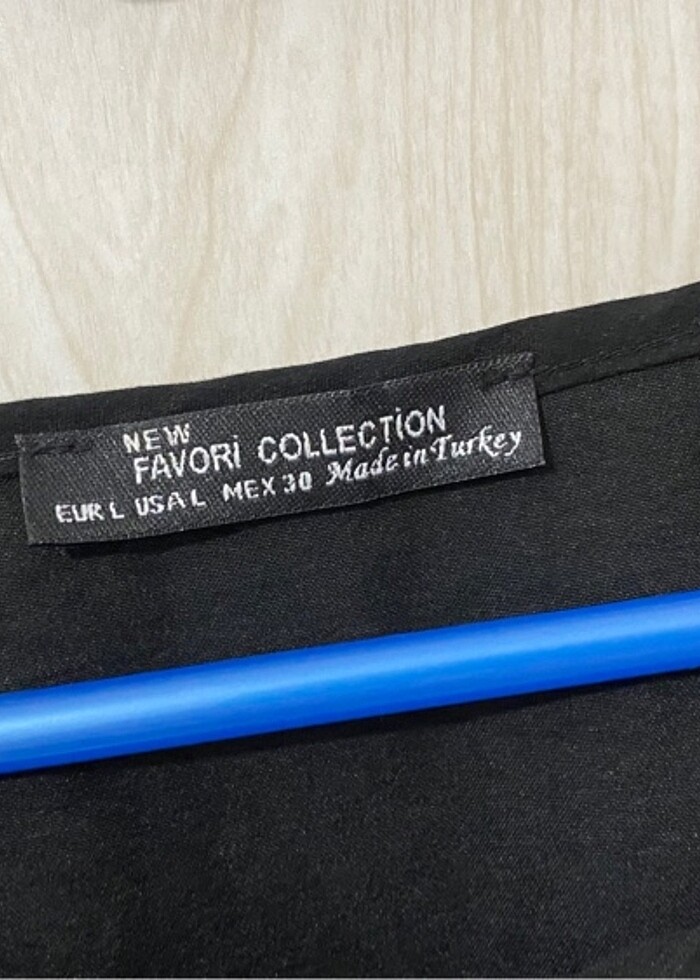 NEW
FAVORİ COLLECTİON
EUR L USA L MEX 30 Made in Turkey